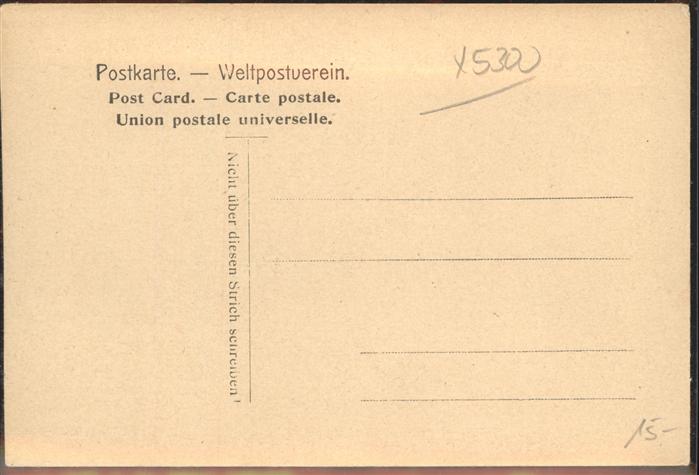 Postkarte. — Weltpostverein.
Post Card. — Carte postale.
Union postale universelle.
x5300
Nicht über diesen Strich schreiben!
15-